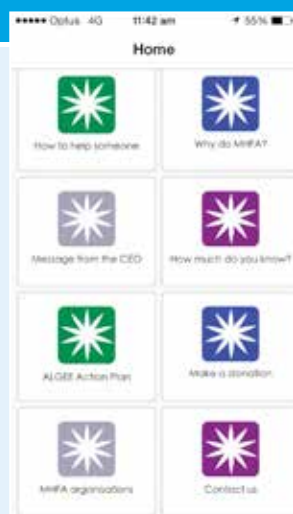 Optus 4G 11:42 am 55%
Home
How to help someone Why do MHFA?
Message from the CEO How much do you know?
ALGEE Action Plan Make a donation
MHFA organisations Contact us